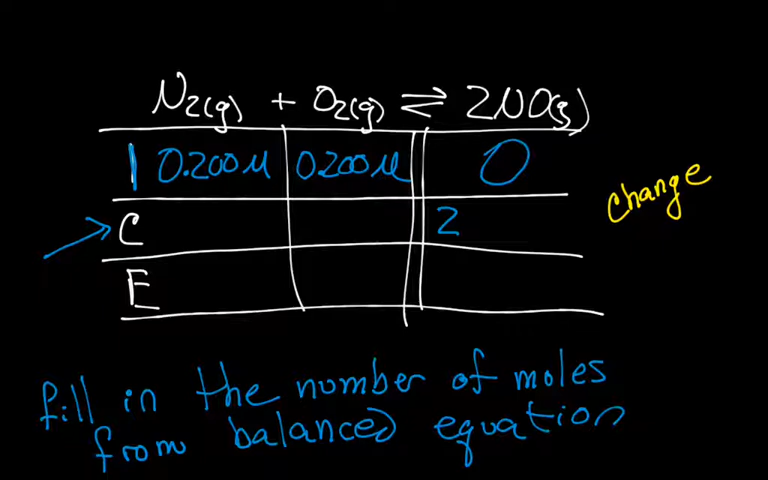 N2(g) + O2(g) ⇌ 2NO(g)
I 0.200M 0.200M 0
C 2
change
E
fill in the number of moles
from balanced equation